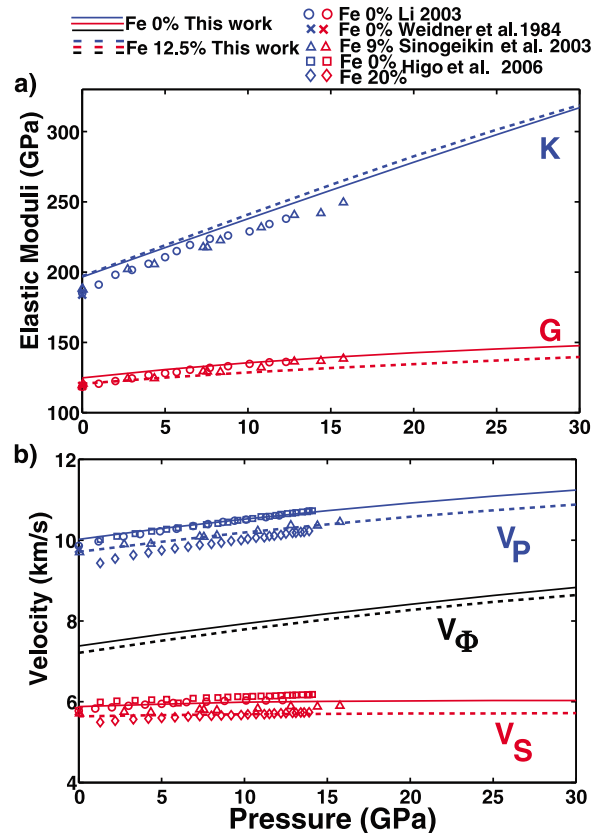 Fe 0% This work
Fe 12.5% This work
Fe 0% Li 2003
Fe 0% Weidner et al. 1984
Fe 9% Sinogeikin et al. 2003
Fe 0% Higo et al. 2006
Fe 20%
a)
300
250
200
150
100
Elastic Moduli (GPa)
K
G
0 5 10 15 20 25 30
b)
12
10
8
6
4
Velocity (km/s)
VP
VΦ
VS
0 5 10 15 20 25 30
Pressure (GPa)